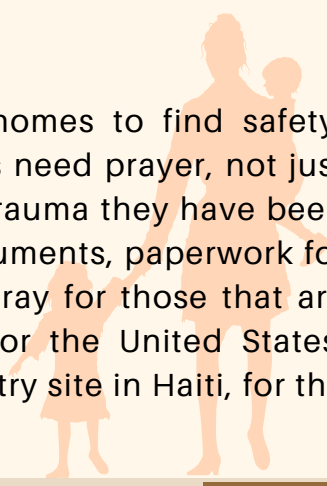 homes to find safety
s need prayer, not jus
rauma they have bee
uments, paperwork fo
ray for those that ar
or the United States
try site in Haiti, for th